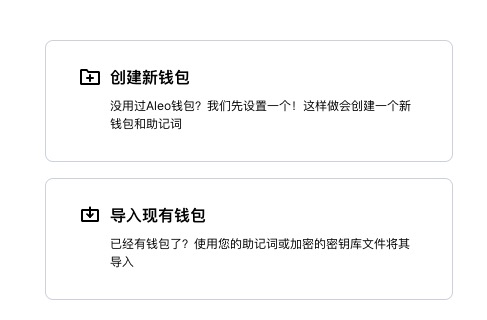 创建新钱包
没用过Aleo钱包？我们先设置一个！这样做会创建一个新
钱包和助记词
导入现有钱包
已经有钱包了？使用您的助记词或加密的密钥库文件将其
导入